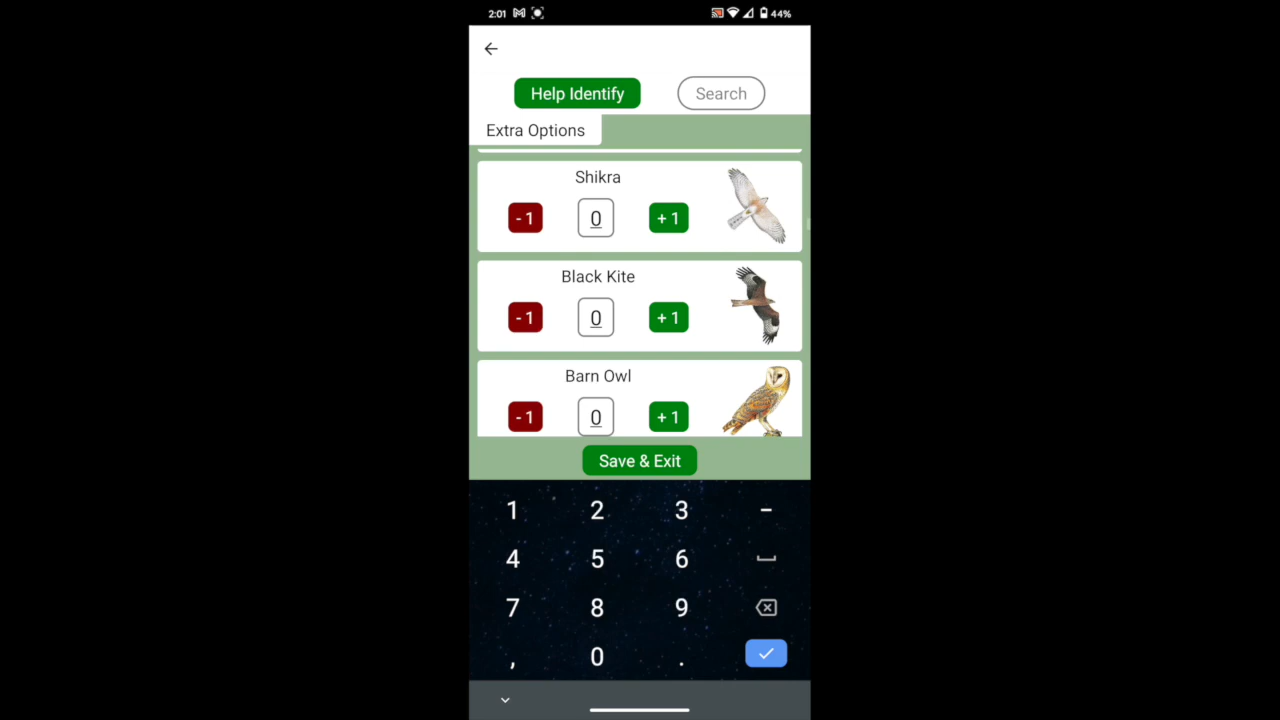 2:01 44%
Help Identify Search
Extra Options
Shikra
- 1 0 + 1
Black Kite
- 1 0 + 1
Barn Owl
- 1 0 + 1
Save & Exit
1 2 3 -
4 5 6
7 8 9
, 0 .